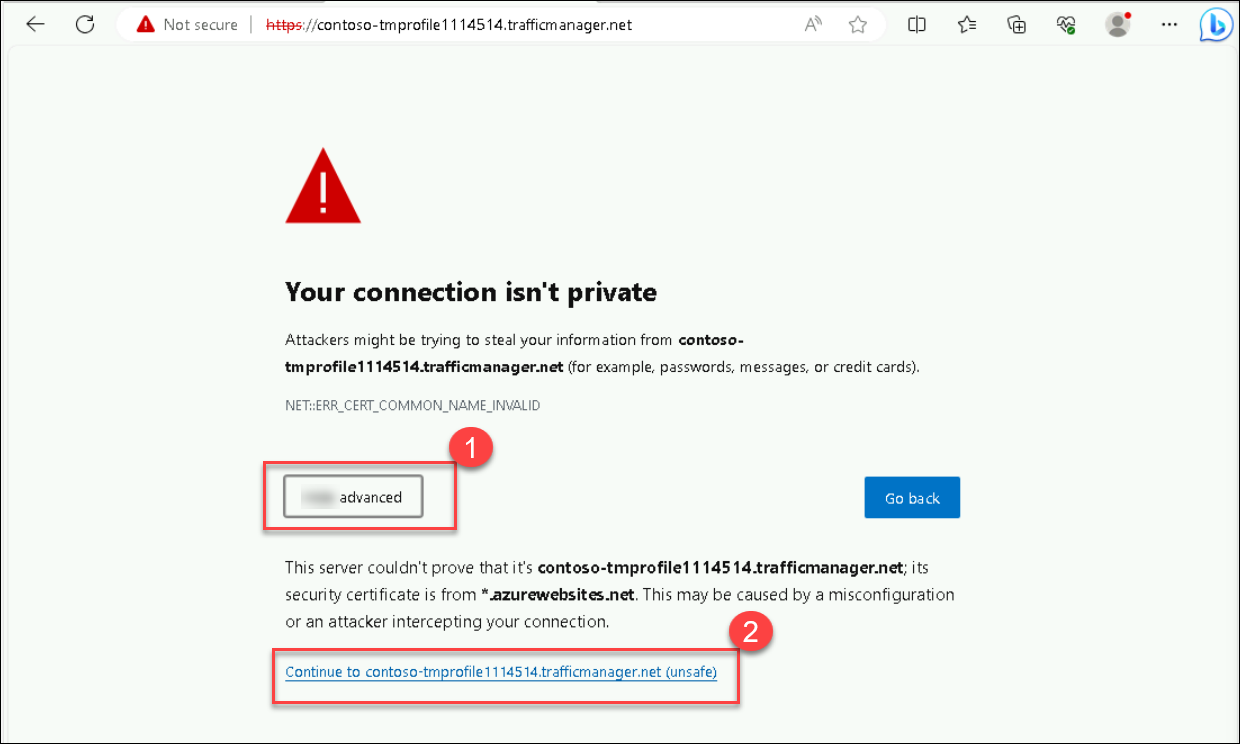 Not secure | https://contoso-tmprofile1114514.trafficmanager.net
Your connection isn't private
Attackers might be trying to steal your information from contoso-
tmprofile1114514.trafficmanager.net (for example, passwords, messages, or credit cards).
NET::ERR_CERT_COMMON_NAME_INVALID
1
advanced
Go back
This server couldn't prove that it's contoso-tmprofile1114514.trafficmanager.net; its
security certificate is from *.azurewebsites.net. This may be caused by a misconfiguration
or an attacker intercepting your connection.
2
Continue to contoso-tmprofile1114514.trafficmanager.net (unsafe)